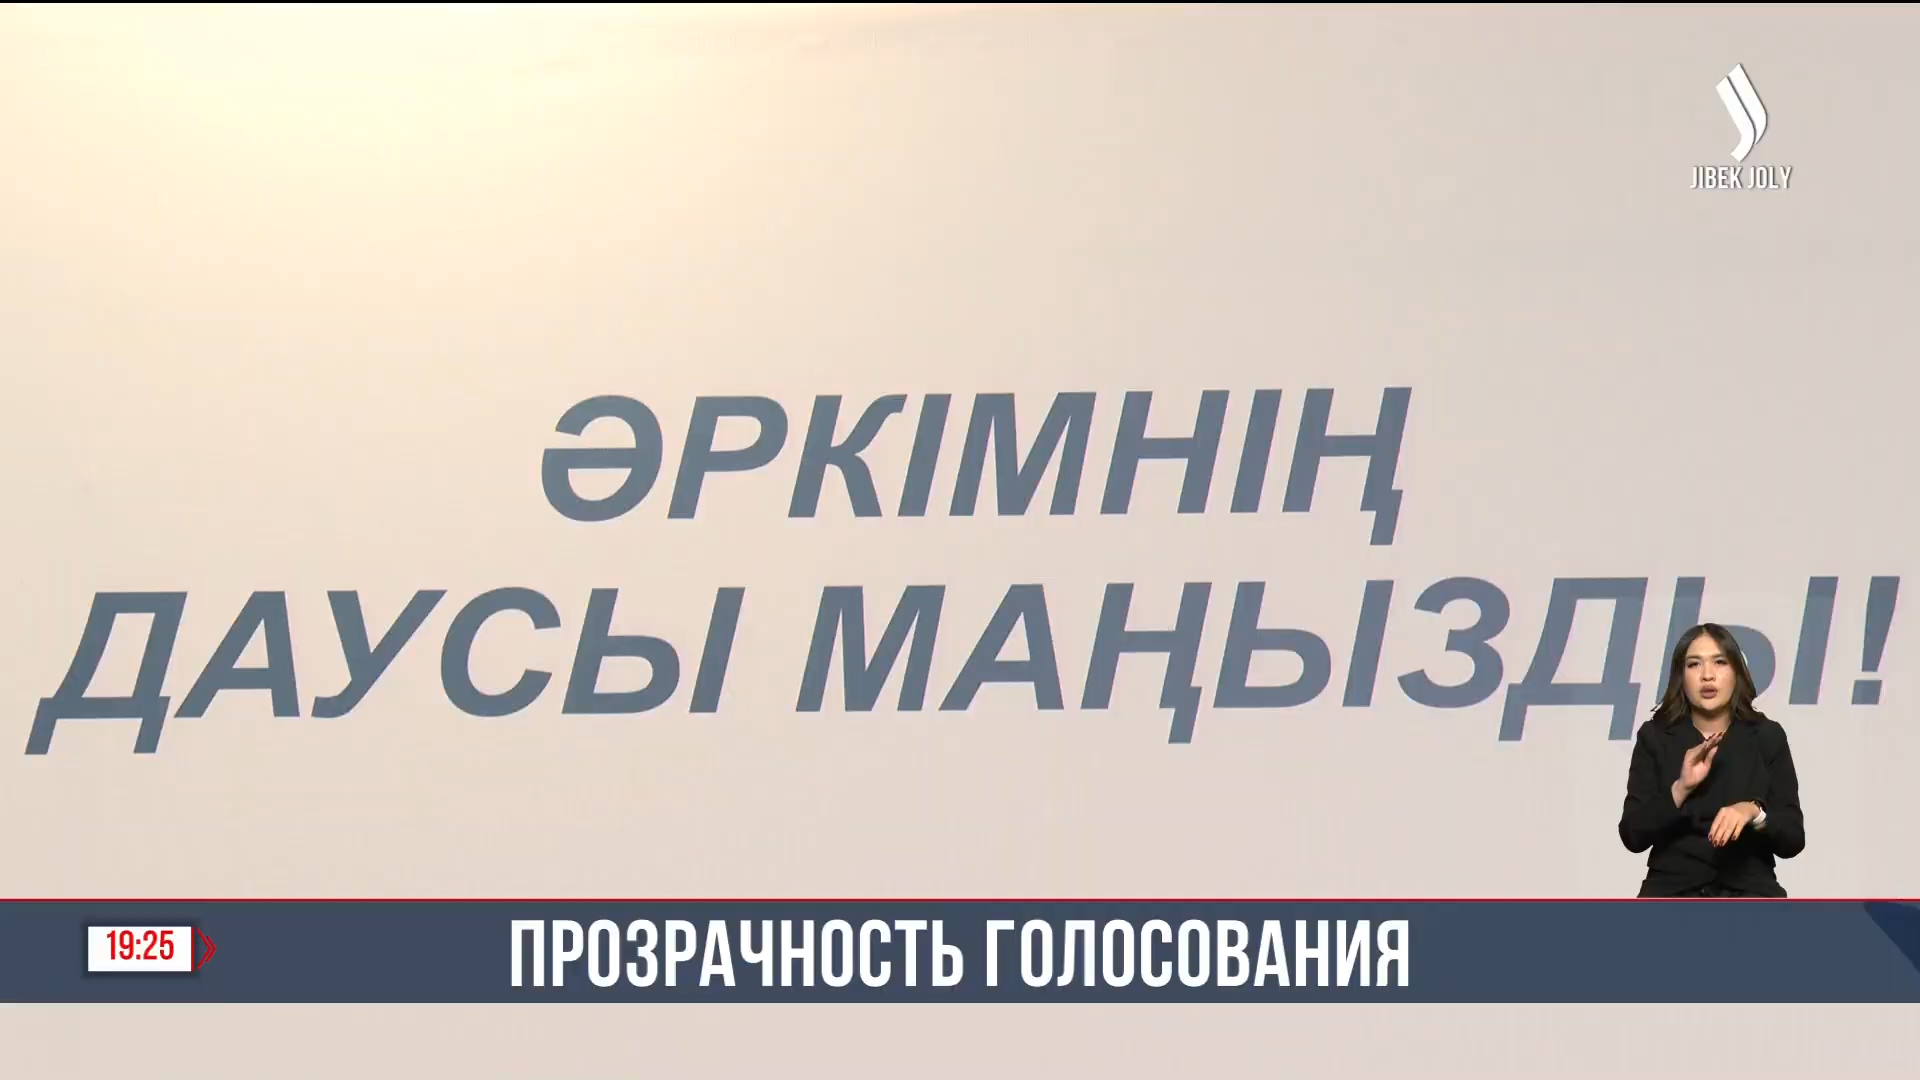 JIBEK JOLY
ӘРКІМНІҢ
ДАУСЫ МАҢЫЗДЫ!
19:25
ПРОЗРАЧНОСТЬ ГОЛОСОВАНИЯ